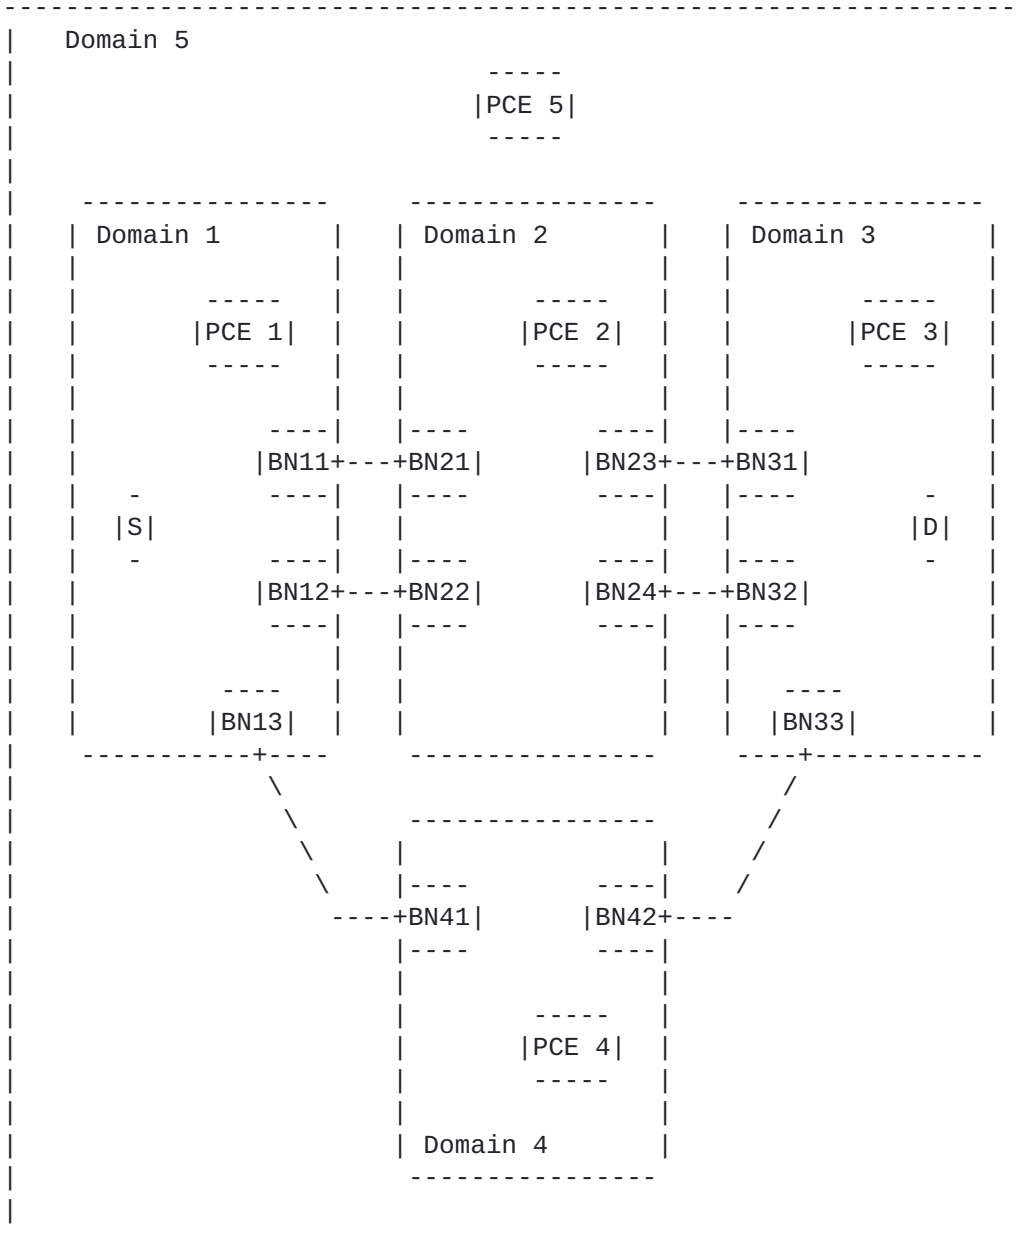 Domain 5
PCE 5
Domain 1 Domain 2 Domain 3
PCE 1 PCE 2 PCE 3
BN11 BN21 BN23 BN31
S D
BN12 BN22 BN24 BN32
BN13 BN33
BN41 BN42
PCE 4
Domain 4